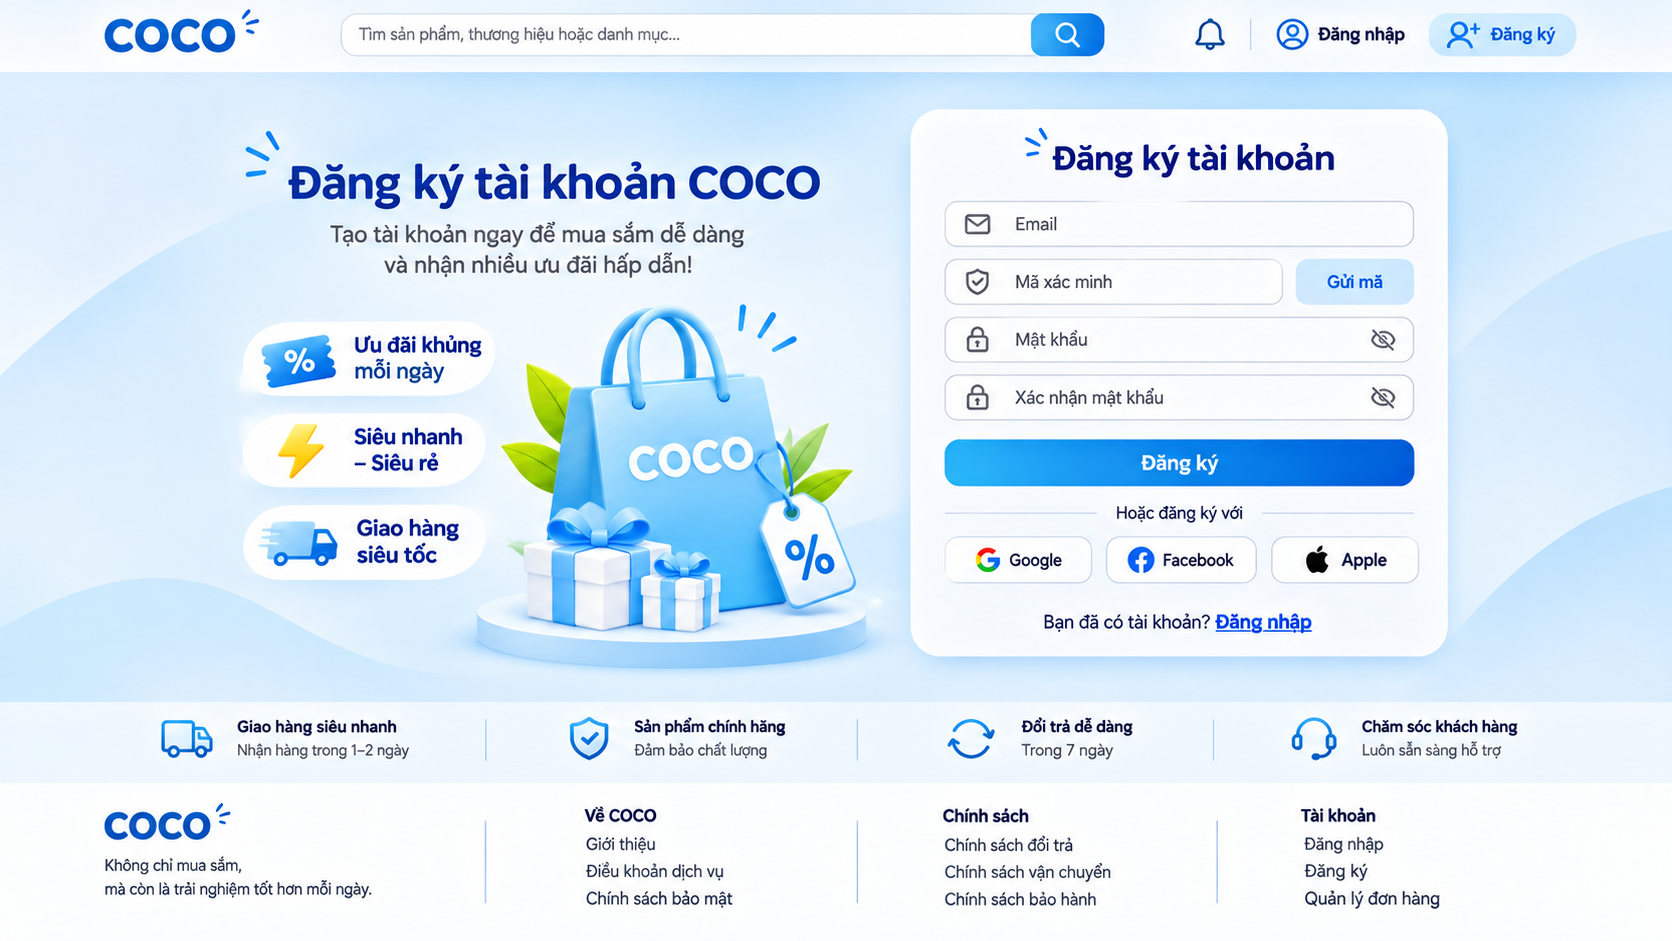 COCO
Tìm sản phẩm, thương hiệu hoặc danh mục...
Đăng nhập
Đăng ký
Đăng ký tài khoản COCO
Tạo tài khoản ngay để mua sắm dễ dàng
và nhận nhiều ưu đãi hấp dẫn!
%
Ưu đãi khủng
mỗi ngày
Siêu nhanh
– Siêu rẻ
Giao hàng
siêu tốc
COCO
%
Đăng ký tài khoản
Email
Mã xác minh
Gửi mã
Mật khẩu
Xác nhận mật khẩu
Đăng ký
Hoặc đăng ký với
Google
Facebook
Apple
Bạn đã có tài khoản? Đăng nhập
Giao hàng siêu nhanh
Nhận hàng trong 1–2 ngày
Sản phẩm chính hãng
Đảm bảo chất lượng
Đổi trả dễ dàng
Trong 7 ngày
Chăm sóc khách hàng
Luôn sẵn sàng hỗ trợ
COCO
Không chỉ mua sắm,
mà còn là trải nghiệm tốt hơn mỗi ngày.
Về COCO
Giới thiệu
Điều khoản dịch vụ
Chính sách bảo mật
Chính sách
Chính sách đổi trả
Chính sách vận chuyển
Chính sách bảo hành
Tài khoản
Đăng nhập
Đăng ký
Quản lý đơn hàng